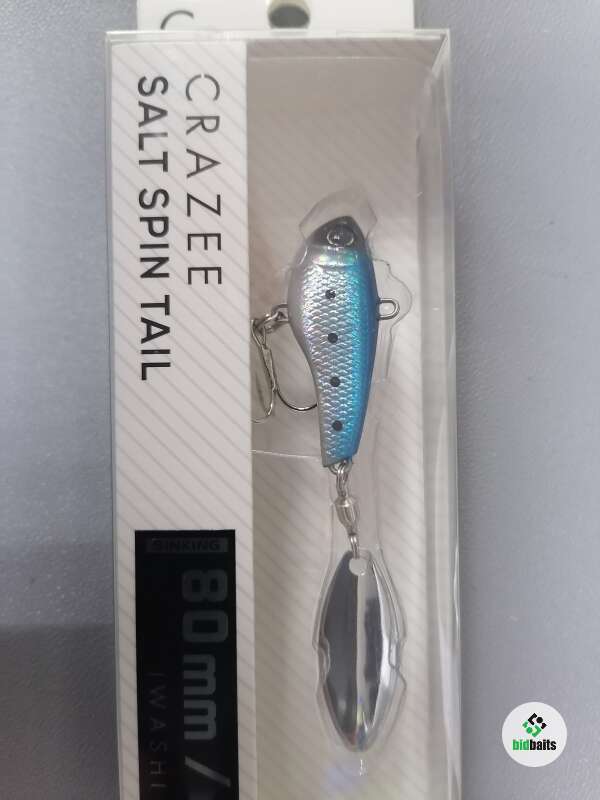 CRAZEE
SALT SPIN TAIL
SINKING
80mm /
IWASHI
bidbaits